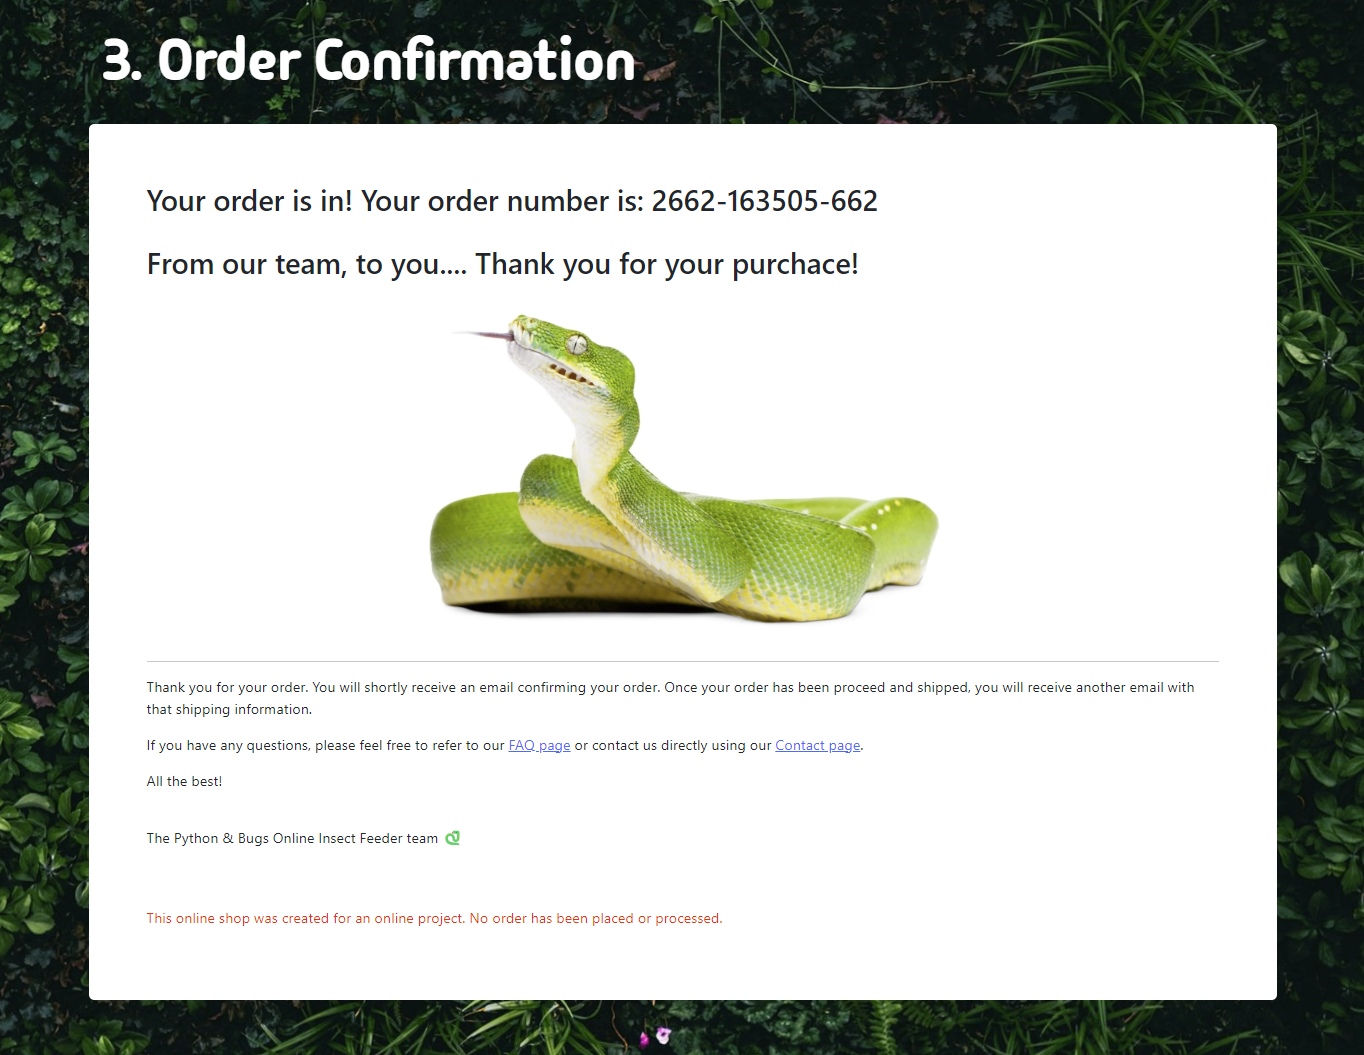 3. Order Confirmation
Your order is in! Your order number is: 2662-163505-662
From our team, to you.... Thank you for your purchace!
Thank you for your order. You will shortly receive an email confirming your order. Once your order has been proceed and shipped, you will receive another email with
that shipping information.
If you have any questions, please feel free to refer to our FAQ page or contact us directly using our Contact page.
All the best!
The Python & Bugs Online Insect Feeder team
This online shop was created for an online project. No order has been placed or processed.